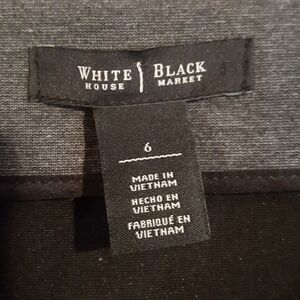 WHITE BLACK
HOUSE MARKET
6
MADE IN
VIETNAM
HECHO EN
VIETNAM
FABRIQUÉ EN
VIETNAM